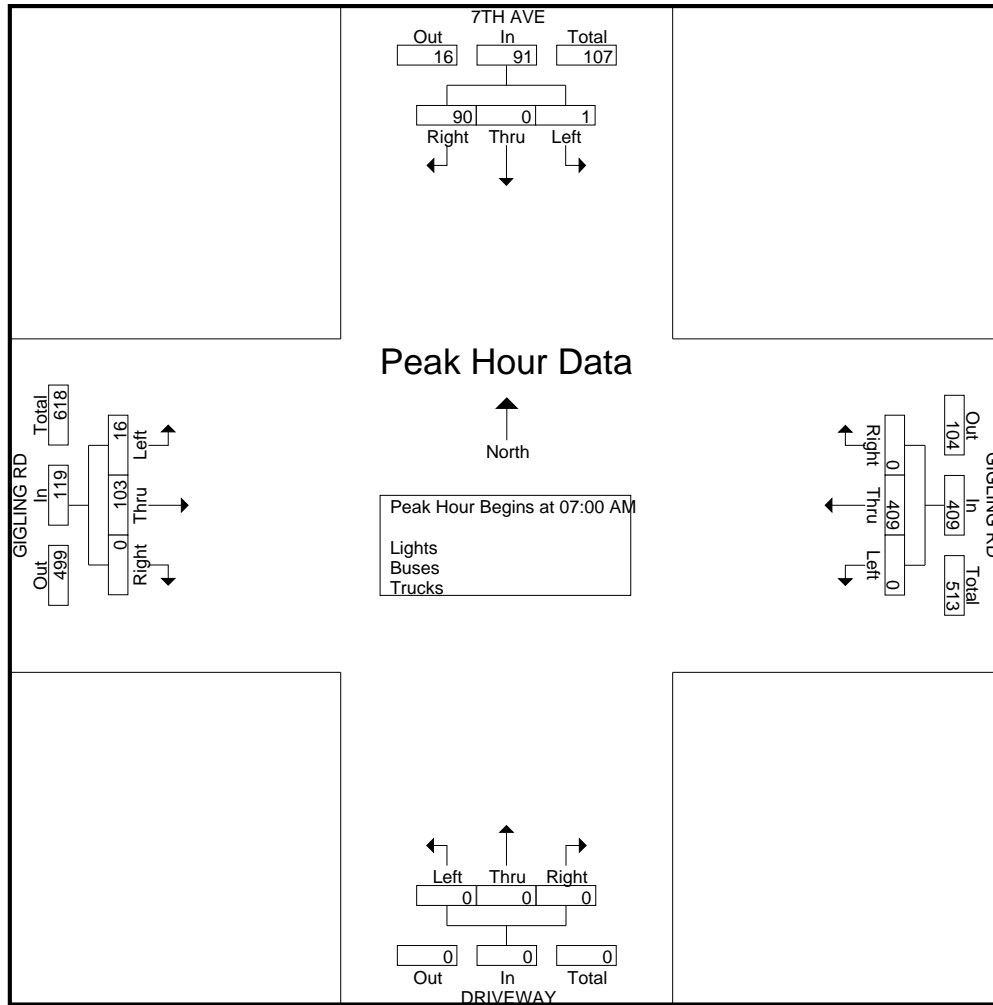 7TH AVE
Out In Total
16 91 107
90 0 1
Right Thru Left
Peak Hour Data
North
Peak Hour Begins at 07:00 AM
Lights
Buses
Trucks
GIGLING RD
Out In Total
499 119 618
0 103 16
Right Thru Left
GIGLING RD
Out In Total
104 409 513
0 409 0
Right Thru Left
Left Thru Right
0 0 0
0 0 0
Out In Total
DRIVEWAY